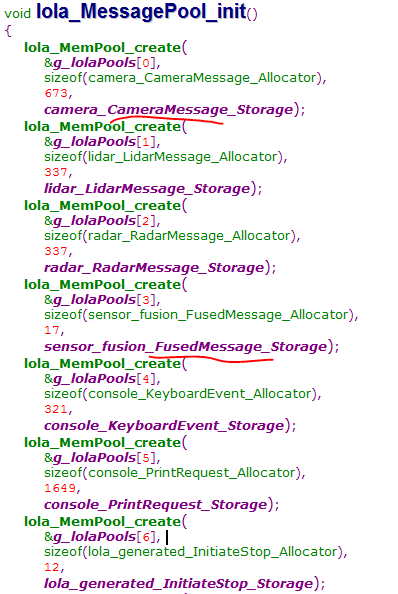 void lola_MessagePool_init()
{
lola_MemPool_create(
&g_lolaPools[0],
sizeof(camera_CameraMessage_Allocator),
673,
camera_CameraMessage_Storage);
lola_MemPool_create(
&g_lolaPools[1],
sizeof(lidar_LidarMessage_Allocator),
337,
lidar_LidarMessage_Storage);
lola_MemPool_create(
&g_lolaPools[2],
sizeof(radar_RadarMessage_Allocator),
337,
radar_RadarMessage_Storage);
lola_MemPool_create(
&g_lolaPools[3],
sizeof(sensor_fusion_FusedMessage_Allocator),
17,
sensor_fusion_FusedMessage_Storage);
lola_MemPool_create(
&g_lolaPools[4],
sizeof(console_KeyboardEvent_Allocator),
321,
console_KeyboardEvent_Storage);
lola_MemPool_create(
&g_lolaPools[5],
sizeof(console_PrintRequest_Allocator),
1649,
console_PrintRequest_Storage);
lola_MemPool_create(
&g_lolaPools[6],
sizeof(lola_generated_InitiateStop_Allocator),
12,
lola_generated_InitiateStop_Storage);